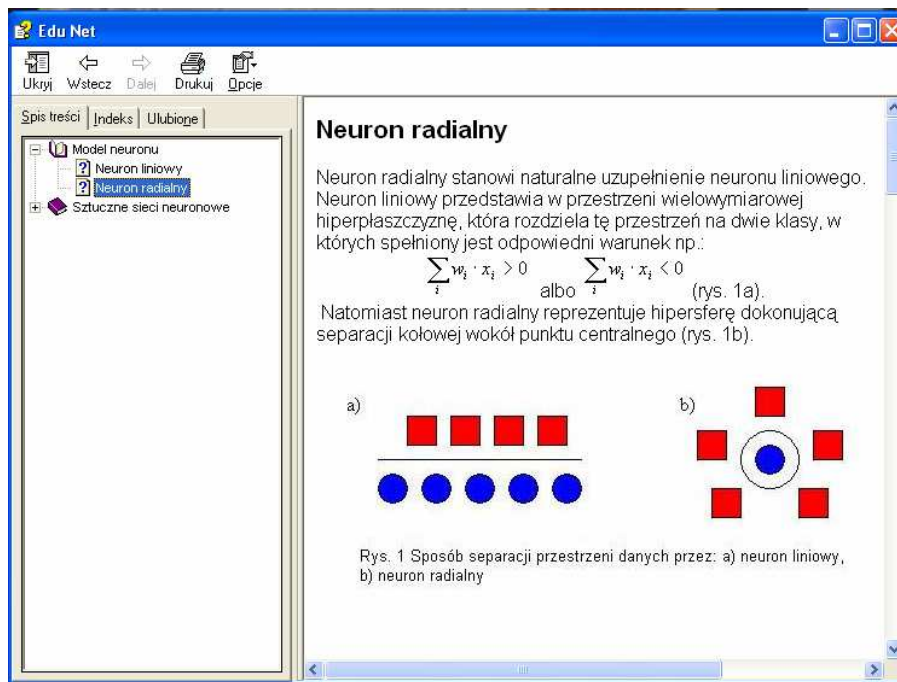 Edu Net
Ukryj Wstecz Dalej Drukuj Opcje
Spis treści Indeks Ulubione
Model neuronu
Neuron liniowy
Neuron radialny
Sztuczne sieci neuronowe
Neuron radialny
Neuron radialny stanowi naturalne uzupełnienie neuronu liniowego.
Neuron liniowy przedstawia w przestrzeni wielowymiarowej
hiperpłaszczyznę, która rozdziela tę przestrzeń na dwie klasy, w
których spełniony jest odpowiedni warunek np.:
∑ᵢ wᵢ · xᵢ > 0 albo ∑ᵢ wᵢ · xᵢ < 0 (rys. 1a).
Natomiast neuron radialny reprezentuje hipersferę dokonującą
separacji kołowej wokół punktu centralnego (rys. 1b).
a) b)
Rys. 1 Sposób separacji przestrzeni danych przez: a) neuron liniowy,
b) neuron radialny